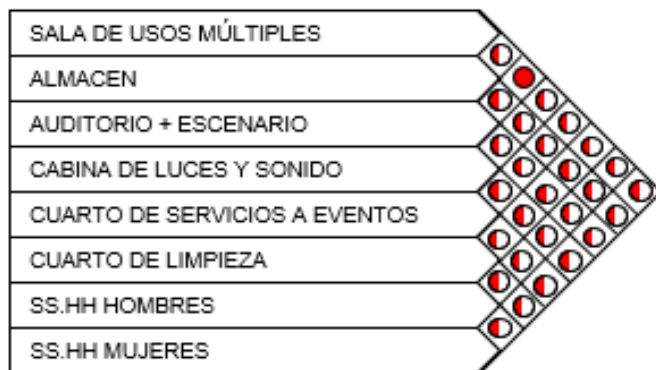 SALA DE USOS MÚLTIPLES
ALMACEN
AUDITORIO + ESCENARIO
CABINA DE LUCES Y SONIDO
CUARTO DE SERVICIOS A EVENTOS
CUARTO DE LIMPIEZA
SS.HH HOMBRES
SS.HH MUJERES